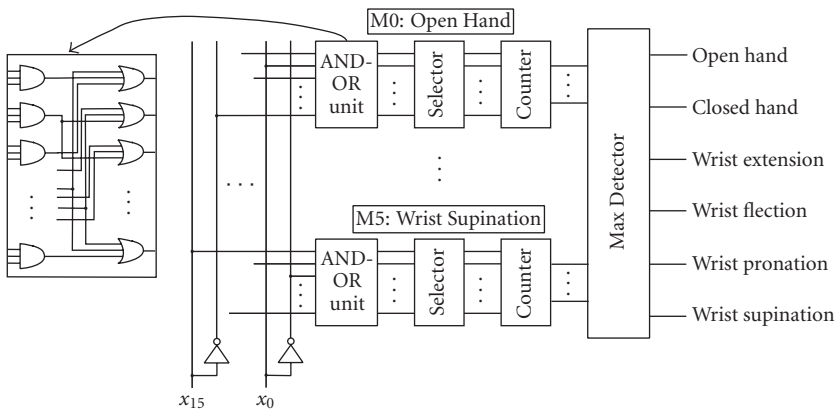 M0: Open Hand
AND-
OR
unit
Selector
Counter
Max Detector
Open hand
Closed hand
Wrist extension
Wrist flection
Wrist pronation
Wrist supination
M5: Wrist Supination
AND-
OR
unit
Selector
Counter
x15
x0